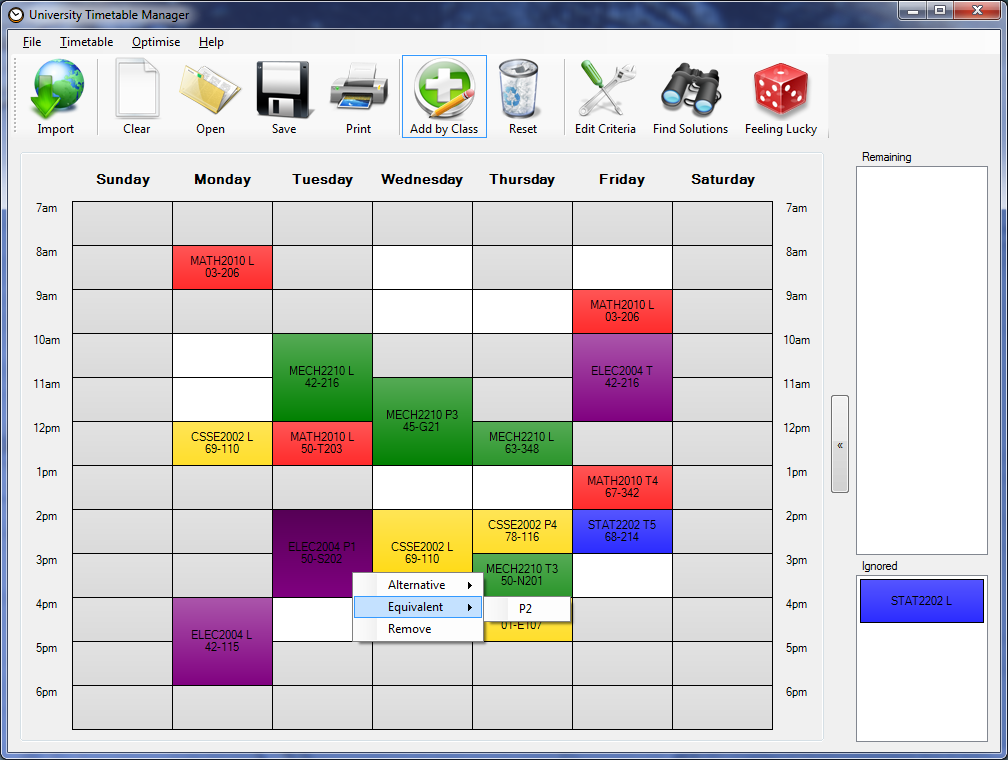 University Timetable Manager
File Timetable Optimise Help
Import Clear Open Save Print Add by Class Reset Edit Criteria Find Solutions Feeling Lucky
Remaining
Sunday Monday Tuesday Wednesday Thursday Friday Saturday
7am 7am
8am 8am
MATH2010 L
03-206
9am 9am
MATH2010 L
03-206
10am 10am
MECH2210 L
42-216
ELEC2004 T
42-216
11am 11am
MECH2210 P3
45-G21
12pm 12pm
CSSE2002 L
69-110
MATH2010 L
50-T203
MECH2210 L
63-348
«
1pm 1pm
MATH2010 T4
67-342
2pm 2pm
ELEC2004 P1
50-S202
CSSE2002 L
69-110
CSSE2002 P4
78-116
STAT2202 T5
68-214
3pm 3pm
MECH2210 T3
50-N201
Ignored
STAT2202 L
Alternative
Equivalent
P2
Remove
4pm 4pm
01-E107
ELEC2004 L
42-115
5pm 5pm
6pm 6pm